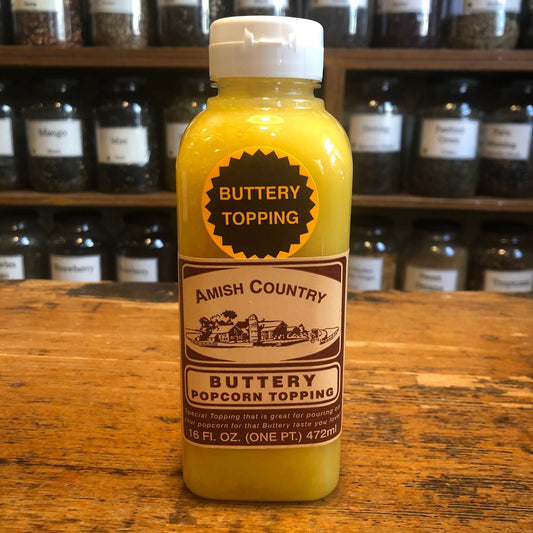 Mango
Mint
BUTTERY
TOPPING
AMISH COUNTRY
BUTTERY
POPCORN TOPPING
Special Topping that is great for pouring on
your popcorn for that Buttery taste you love
16 Fl. OZ. (ONE PT.) 472ml
Strawberry